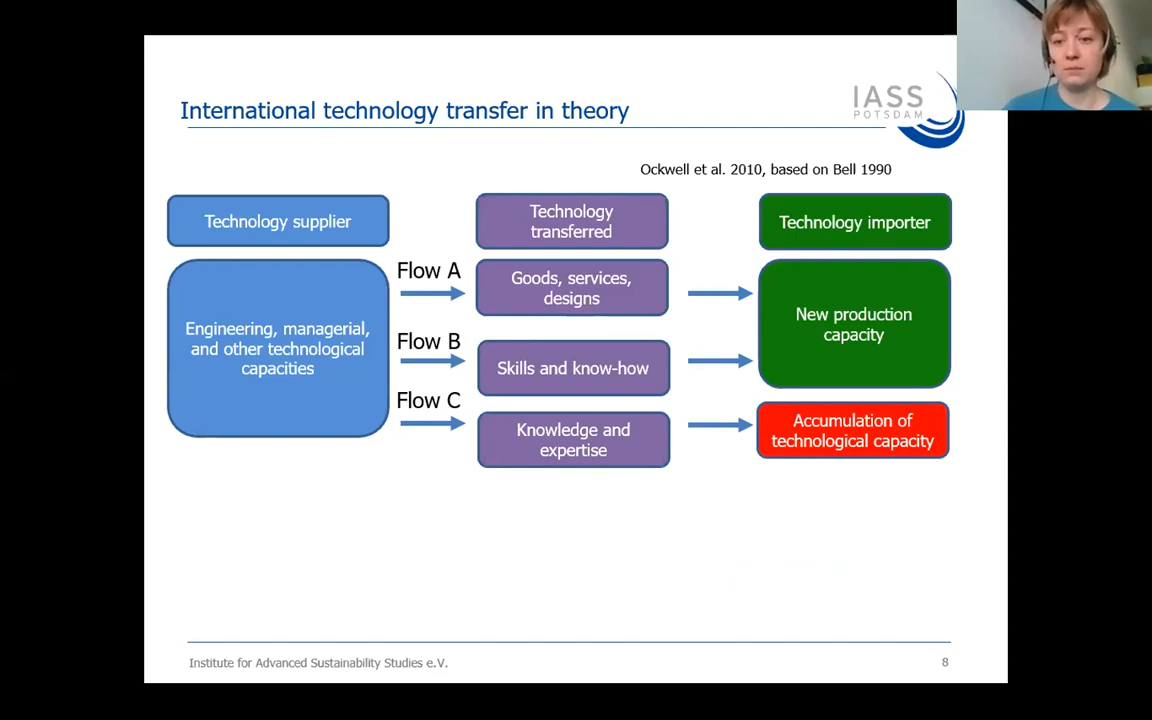 International technology transfer in theory
IASS
POTSDAM
Ockwell et al. 2010, based on Bell 1990
Technology supplier
Technology
transferred
Technology importer
Flow A
Goods, services,
designs
Engineering, managerial,
and other technological
capacities
New production
capacity
Flow B
Skills and know-how
Flow C
Knowledge and
expertise
Accumulation of
technological capacity
Institute for Advanced Sustainability Studies e.V.
8